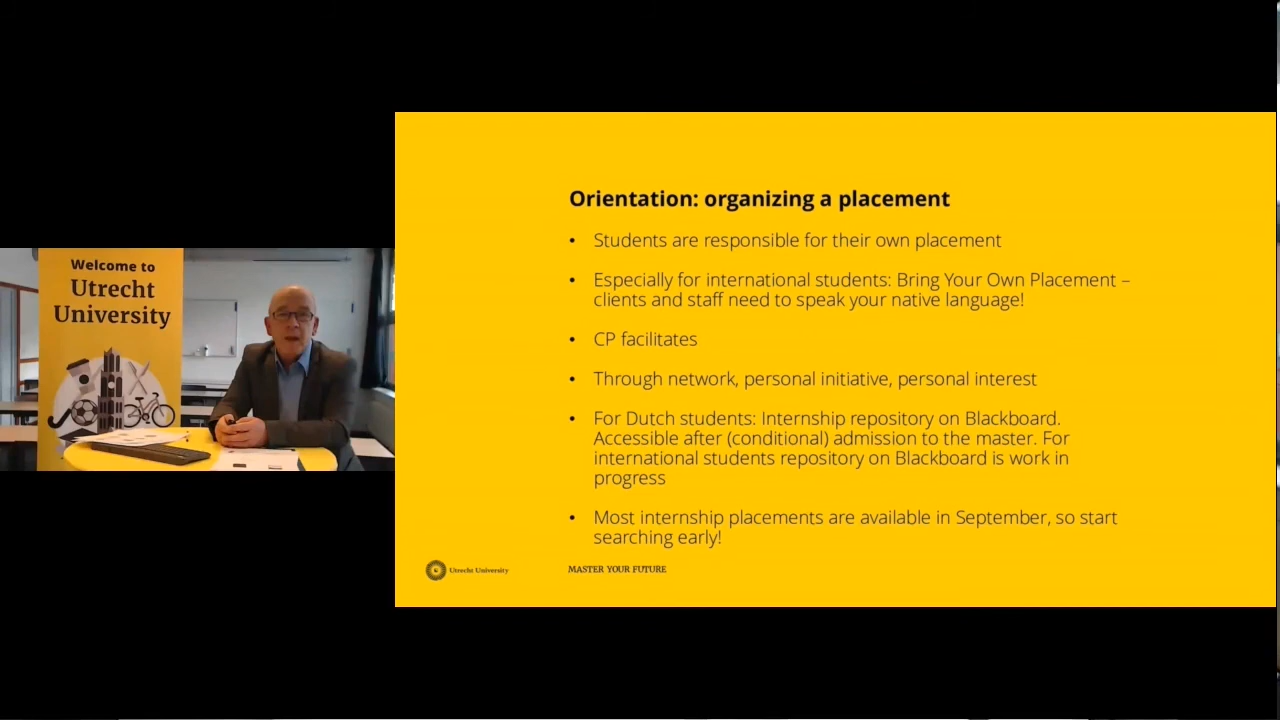 Welcome to
Utrecht
University
Orientation: organizing a placement
• Students are responsible for their own placement
• Especially for international students: Bring Your Own Placement –
clients and staff need to speak your native language!
• CP facilitates
• Through network, personal initiative, personal interest
• For Dutch students: Internship repository on Blackboard.
Accessible after (conditional) admission to the master. For
international students repository on Blackboard is work in
progress
• Most internship placements are available in September, so start
searching early!
Utrecht University
MASTER YOUR FUTURE